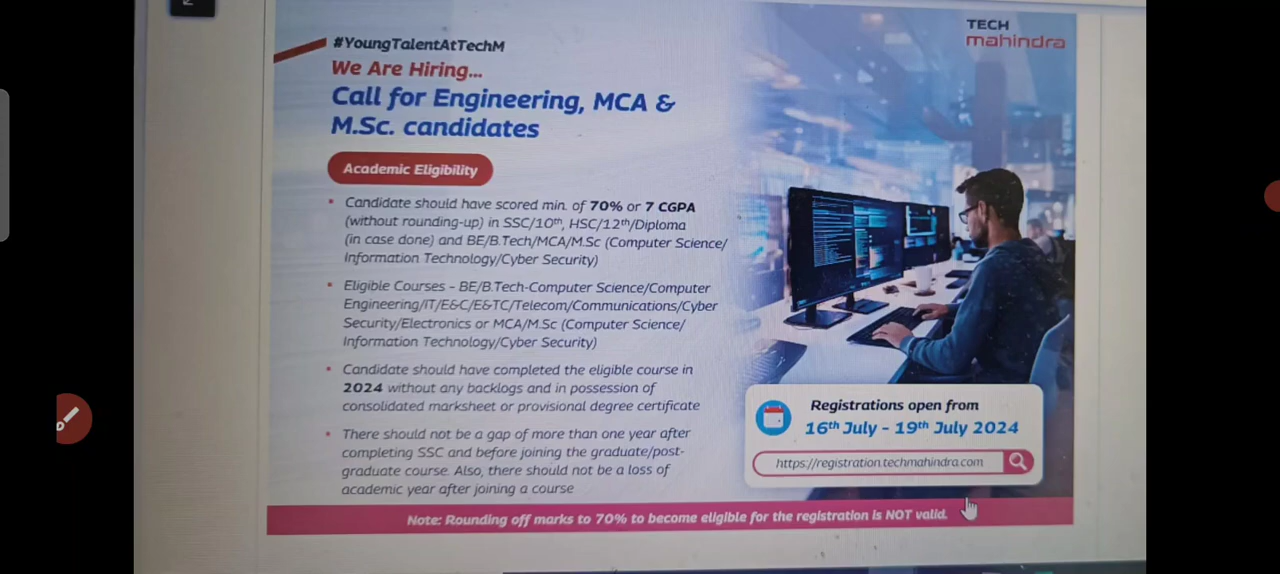 TECH
mahindra
#YoungTalentAtTechM
We Are Hiring...
Call for Engineering, MCA &
M.Sc. candidates
Academic Eligibility
Candidate should have scored min. of 70% or 7 CGPA
(without rounding-up) in SSC/10th, HSC/12th/Diploma
(in case done) and BE/B.Tech/MCA/M.Sc (Computer Science/
Information Technology/Cyber Security)
Eligible Courses - BE/B.Tech-Computer Science/Computer
Engineering/IT/E&C/E&TC/Telecom/Communications/Cyber
Security/Electronics or MCA/M.Sc (Computer Science/
Information Technology/Cyber Security)
Candidate should have completed the eligible course in
2024 without any backlogs and in possession of
consolidated marksheet or provisional degree certificate
There should not be a gap of more than one year after
completing SSC and before joining the graduate/post-
graduate course. Also, there should not be a loss of
academic year after joining a course
Registrations open from
16th July - 19th July 2024
https://registration.techmahindra.com
Note: Rounding off marks to 70% to become eligible for the registration is NOT valid.